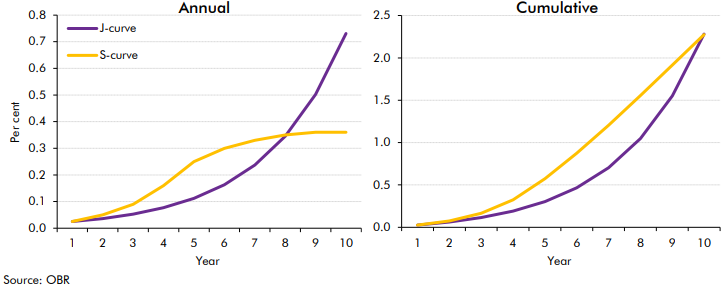 Annual
Per cent
0.8
0.7
0.6
0.5
0.4
0.3
0.2
0.1
0.0
J-curve
S-curve
1 2 3 4 5 6 7 8 9 10
Year
Cumulative
2.5
2.0
1.5
1.0
0.5
0.0
1 2 3 4 5 6 7 8 9 10
Year
Source: OBR